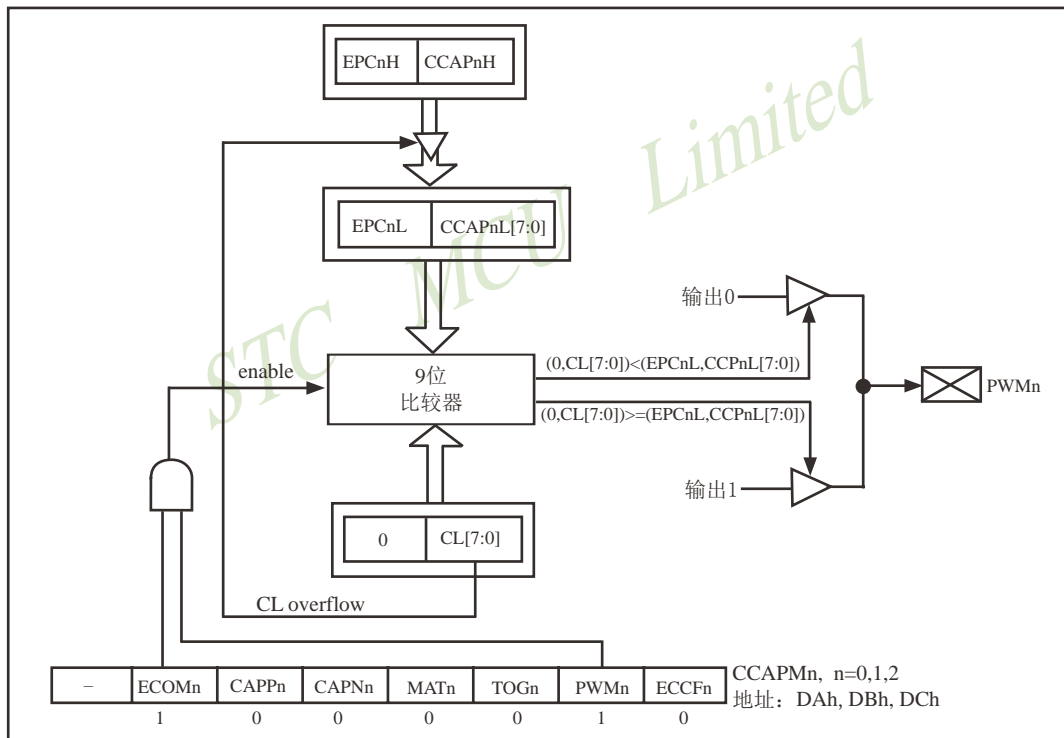 EPCnH CCAPnH
EPCnL CCAPnL[7:0]
STC MCU Limited
输出0
(0,CL[7:0])<(EPCnL,CCPnL[7:0])
enable
9位
比较器
PWMn
(0,CL[7:0])>=(EPCnL,CCPnL[7:0])
输出1
0 CL[7:0]
CL overflow
– ECOMn CAPPn CAPNn MATn TOGn PWMn ECCFn
CCAPMn, n=0,1,2
地址：DAh, DBh, DCh
1 0 0 0 0 1 0